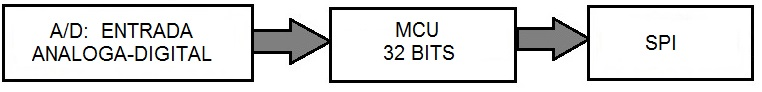 A/D: ENTRADA
ANALOGA-DIGITAL
MCU
32 BITS
SPI